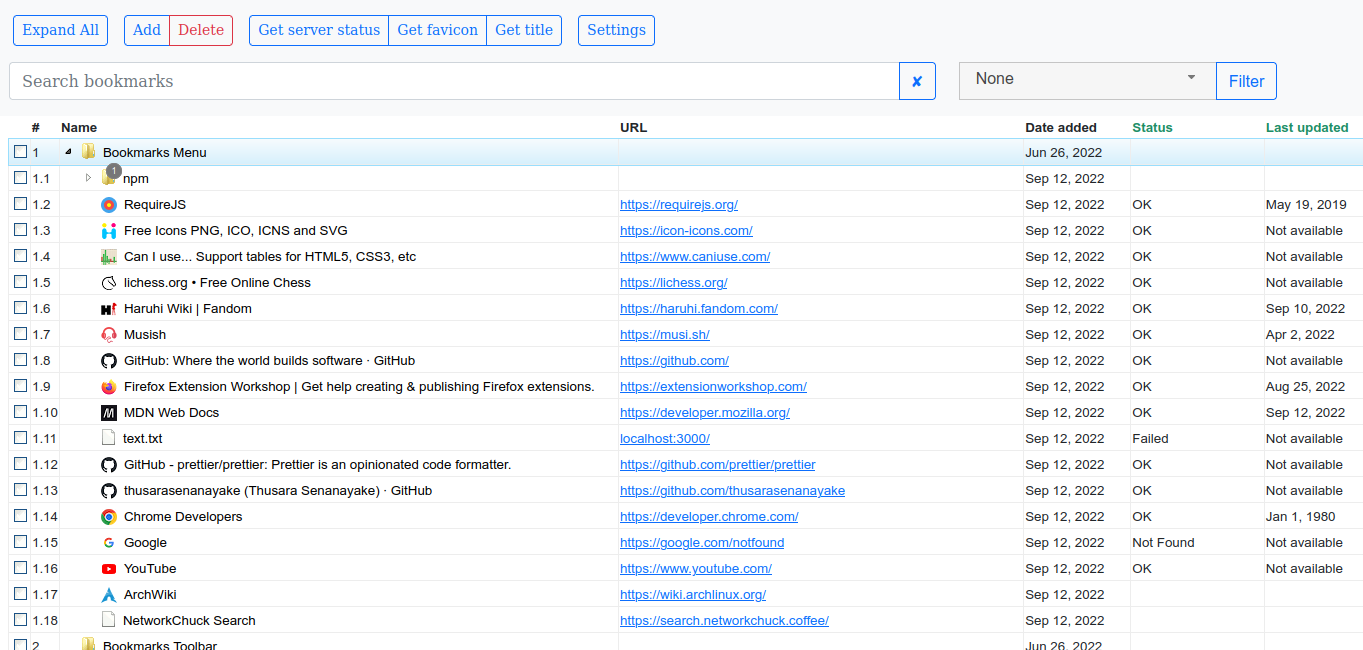 Expand All Add Delete Get server status Get favicon Get title Settings
Search bookmarks ✘ None Filter
# Name URL Date added Status Last updated
1 Bookmarks Menu Jun 26, 2022
1.1 1 npm Sep 12, 2022
1.2 RequireJS https://requirejs.org/ Sep 12, 2022 OK May 19, 2019
1.3 Free Icons PNG, ICO, ICNS and SVG https://icon-icons.com/ Sep 12, 2022 OK Not available
1.4 Can I use... Support tables for HTML5, CSS3, etc https://www.caniuse.com/ Sep 12, 2022 OK Not available
1.5 lichess.org • Free Online Chess https://lichess.org/ Sep 12, 2022 OK Not available
1.6 Haruhi Wiki | Fandom https://haruhi.fandom.com/ Sep 12, 2022 OK Sep 10, 2022
1.7 Musish https://musi.sh/ Sep 12, 2022 OK Apr 2, 2022
1.8 GitHub: Where the world builds software · GitHub https://github.com/ Sep 12, 2022 OK Not available
1.9 Firefox Extension Workshop | Get help creating & publishing Firefox extensions. https://extensionworkshop.com/ Sep 12, 2022 OK Aug 25, 2022
1.10 MDN Web Docs https://developer.mozilla.org/ Sep 12, 2022 OK Sep 12, 2022
1.11 text.txt localhost:3000/ Sep 12, 2022 Failed Not available
1.12 GitHub - prettier/prettier: Prettier is an opinionated code formatter. https://github.com/prettier/prettier Sep 12, 2022 OK Not available
1.13 thusarasenanayake (Thusara Senanayake) · GitHub https://github.com/thusarasenanayake Sep 12, 2022 OK Not available
1.14 Chrome Developers https://developer.chrome.com/ Sep 12, 2022 OK Jan 1, 1980
1.15 Google https://google.com/notfound Sep 12, 2022 Not Found Not available
1.16 YouTube https://www.youtube.com/ Sep 12, 2022 OK Not available
1.17 ArchWiki https://wiki.archlinux.org/ Sep 12, 2022
1.18 NetworkChuck Search https://search.networkchuck.coffee/ Sep 12, 2022
2 Bookmarks Toolbar Jun 26, 2022